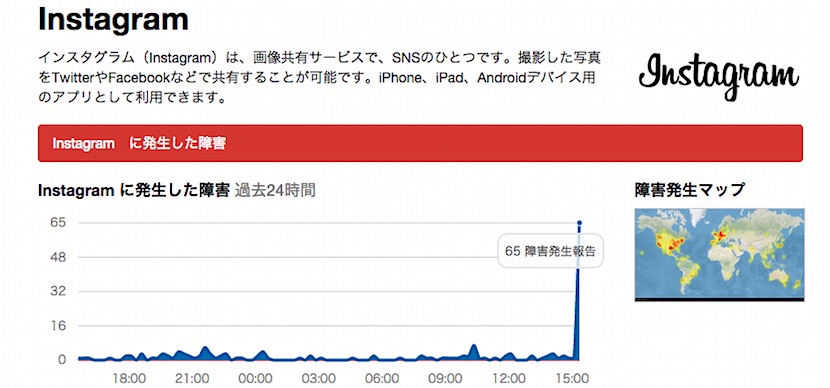 Instagram
インスタグラム（Instagram）は、画像共有サービスで、SNSのひとつです。撮影した写真
をTwitterやFacebookなどで共有することが可能です。iPhone、iPad、Androidデバイス用
のアプリとして利用できます。
Instagram
Instagram に発生した障害
Instagram に発生した障害 過去24時間
障害発生マップ
65
65 障害発生報告
48
32
16
0
18:00 21:00 00:00 03:00 06:00 09:00 12:00 15:00